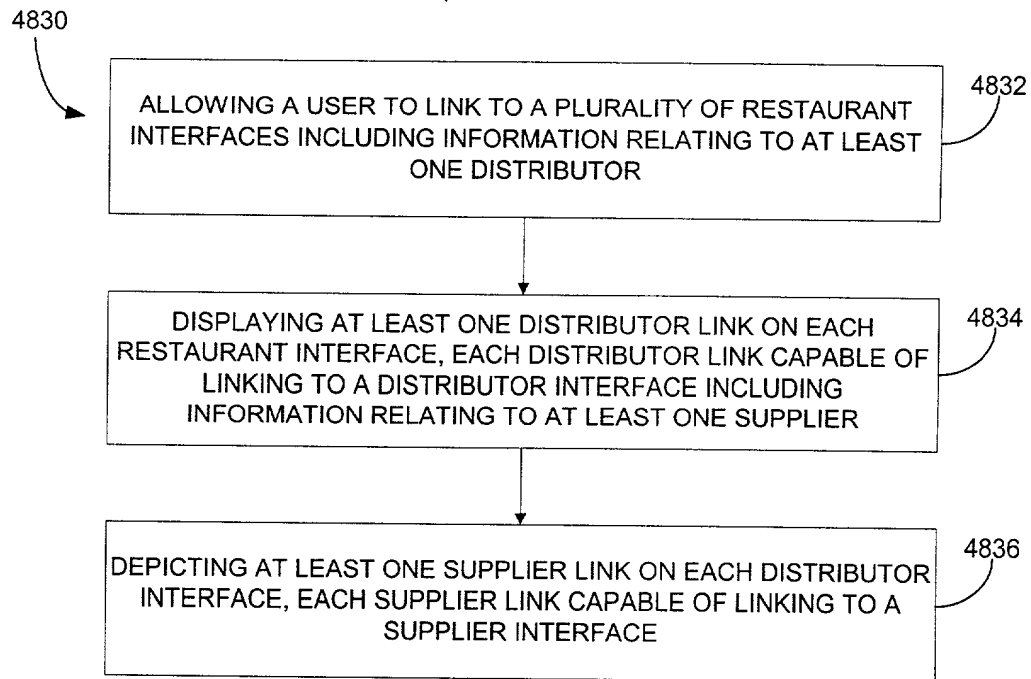 4830
ALLOWING A USER TO LINK TO A PLURALITY OF RESTAURANT
INTERFACES INCLUDING INFORMATION RELATING TO AT LEAST
ONE DISTRIBUTOR
4832
DISPLAYING AT LEAST ONE DISTRIBUTOR LINK ON EACH
RESTAURANT INTERFACE, EACH DISTRIBUTOR LINK CAPABLE OF
LINKING TO A DISTRIBUTOR INTERFACE INCLUDING
INFORMATION RELATING TO AT LEAST ONE SUPPLIER
4834
DEPICTING AT LEAST ONE SUPPLIER LINK ON EACH DISTRIBUTOR
INTERFACE, EACH SUPPLIER LINK CAPABLE OF LINKING TO A
SUPPLIER INTERFACE
4836